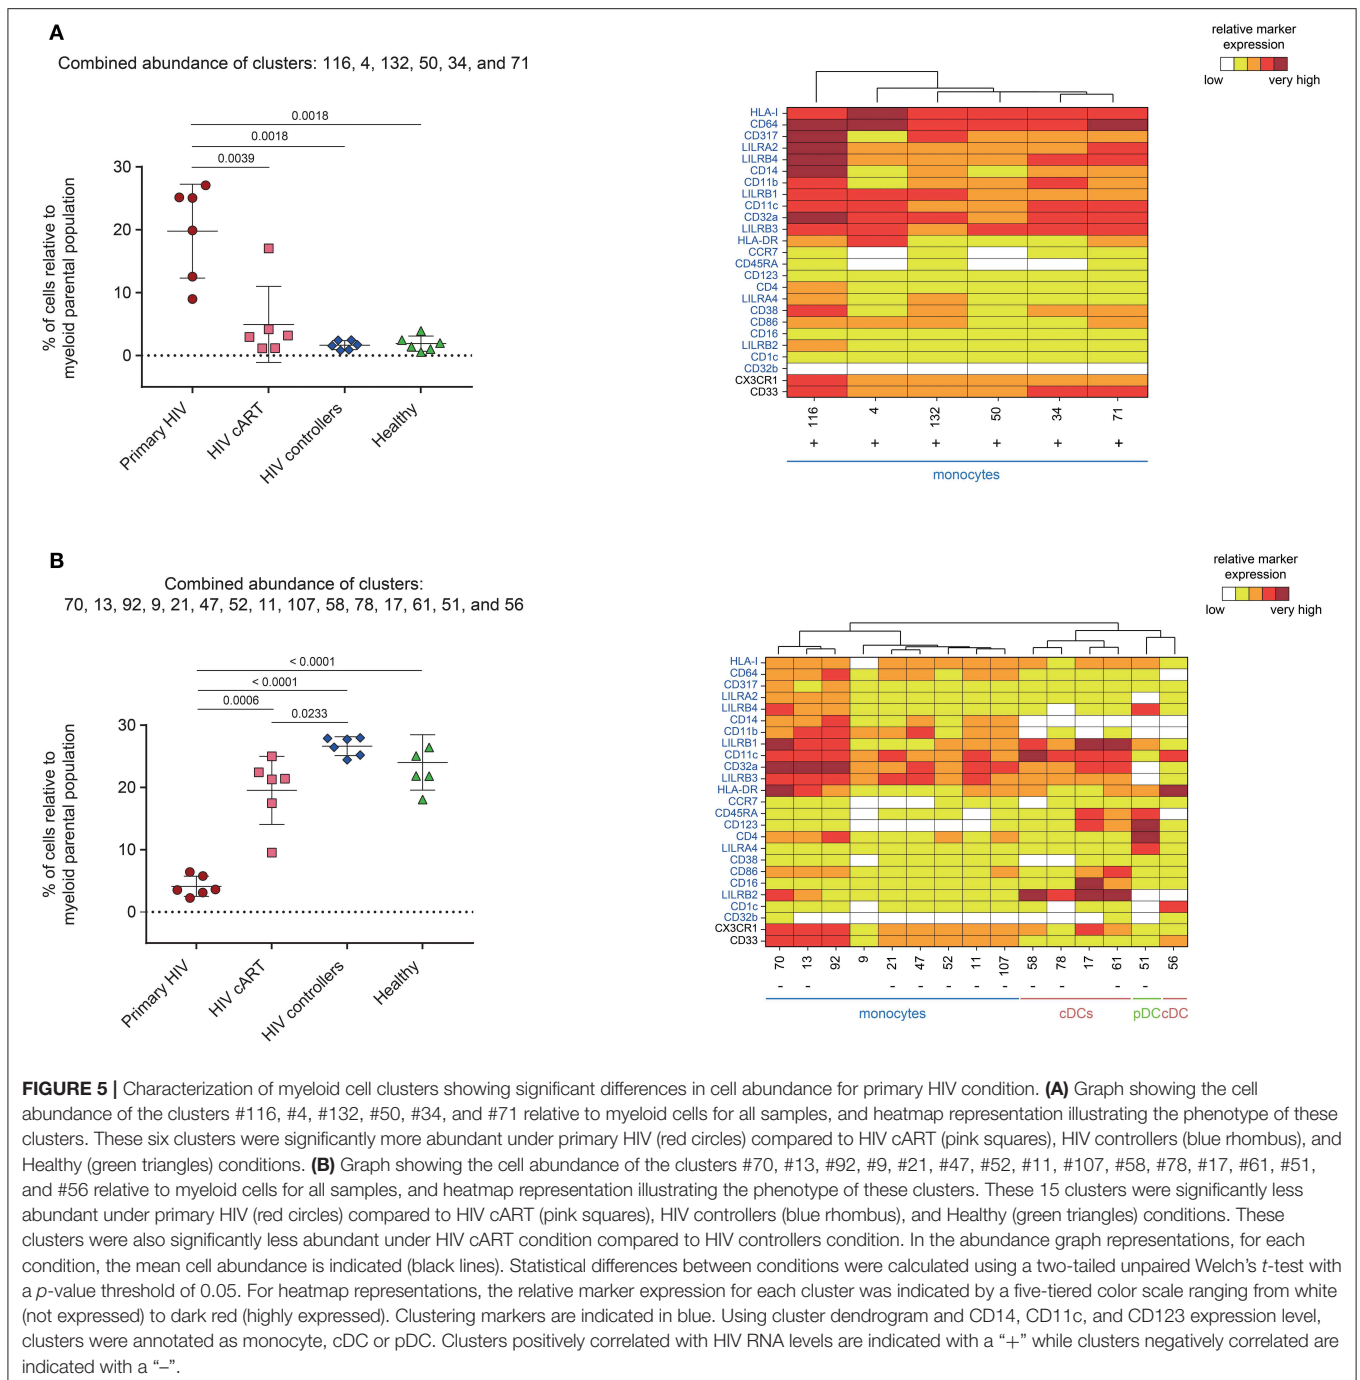 A
Combined abundance of clusters: 116, 4, 132, 50, 34, and 71
relative marker
expression
low very high
0.0018
0.0018
0.0039
% of cells relative to
myeloid parental population
30
20
10
0
Primary HIV
HIV cART
HIV controllers
Healthy
HLA-I
CD64
CD317
LILRA2
LILRB4
CD14
CD11b
LILRB1
CD11c
CD32a
LILRB3
HLA-DR
CCR7
CD45RA
CD123
CD4
LILRA4
CD38
CD86
CD16
LILRB2
CD1c
CD32b
CX3CR1
CD33
116 4 132 50 34 71
+ + + + + +
monocytes
B
Combined abundance of clusters:
70, 13, 92, 9, 21, 47, 52, 11, 107, 58, 78, 17, 61, 51, and 56
relative marker
expression
low very high
< 0.0001
< 0.0001
0.0006
0.0233
% of cells relative to
myeloid parental population
30
20
10
0
Primary HIV
HIV cART
HIV controllers
Healthy
HLA-I
CD64
CD317
LILRA2
LILRB4
CD14
CD11b
LILRB1
CD11c
CD32a
LILRB3
HLA-DR
CCR7
CD45RA
CD123
CD4
LILRA4
CD38
CD86
CD16
LILRB2
CD1c
CD32b
CX3CR1
CD33
70 13 92 9 21 47 52 11 107 58 78 17 61 51 56
- - - - - - - - - - -
monocytes cDCs pDC cDC
FIGURE 5 | Characterization of myeloid cell clusters showing significant differences in cell abundance for primary HIV condition. (A) Graph showing the cell
abundance of the clusters #116, #4, #132, #50, #34, and #71 relative to myeloid cells for all samples, and heatmap representation illustrating the phenotype of these
clusters. These six clusters were significantly more abundant under primary HIV (red circles) compared to HIV cART (pink squares), HIV controllers (blue rhombus), and
Healthy (green triangles) conditions. (B) Graph showing the cell abundance of the clusters #70, #13, #92, #9, #21, #47, #52, #11, #107, #58, #78, #17, #61, #51,
and #56 relative to myeloid cells for all samples, and heatmap representation illustrating the phenotype of these clusters. These 15 clusters were significantly less
abundant under primary HIV (red circles) compared to HIV cART (pink squares), HIV controllers (blue rhombus), and Healthy (green triangles) conditions. These
clusters were also significantly less abundant under HIV cART condition compared to HIV controllers condition. In the abundance graph representations, for each
condition, the mean cell abundance is indicated (black lines). Statistical differences between conditions were calculated using a two-tailed unpaired Welch's t-test with
a p-value threshold of 0.05. For heatmap representations, the relative marker expression for each cluster was indicated by a five-tiered color scale ranging from white
(not expressed) to dark red (highly expressed). Clustering markers are indicated in blue. Using cluster dendrogram and CD14, CD11c, and CD123 expression level,
clusters were annotated as monocyte, cDC or pDC. Clusters positively correlated with HIV RNA levels are indicated with a "+" while clusters negatively correlated are
indicated with a "–".